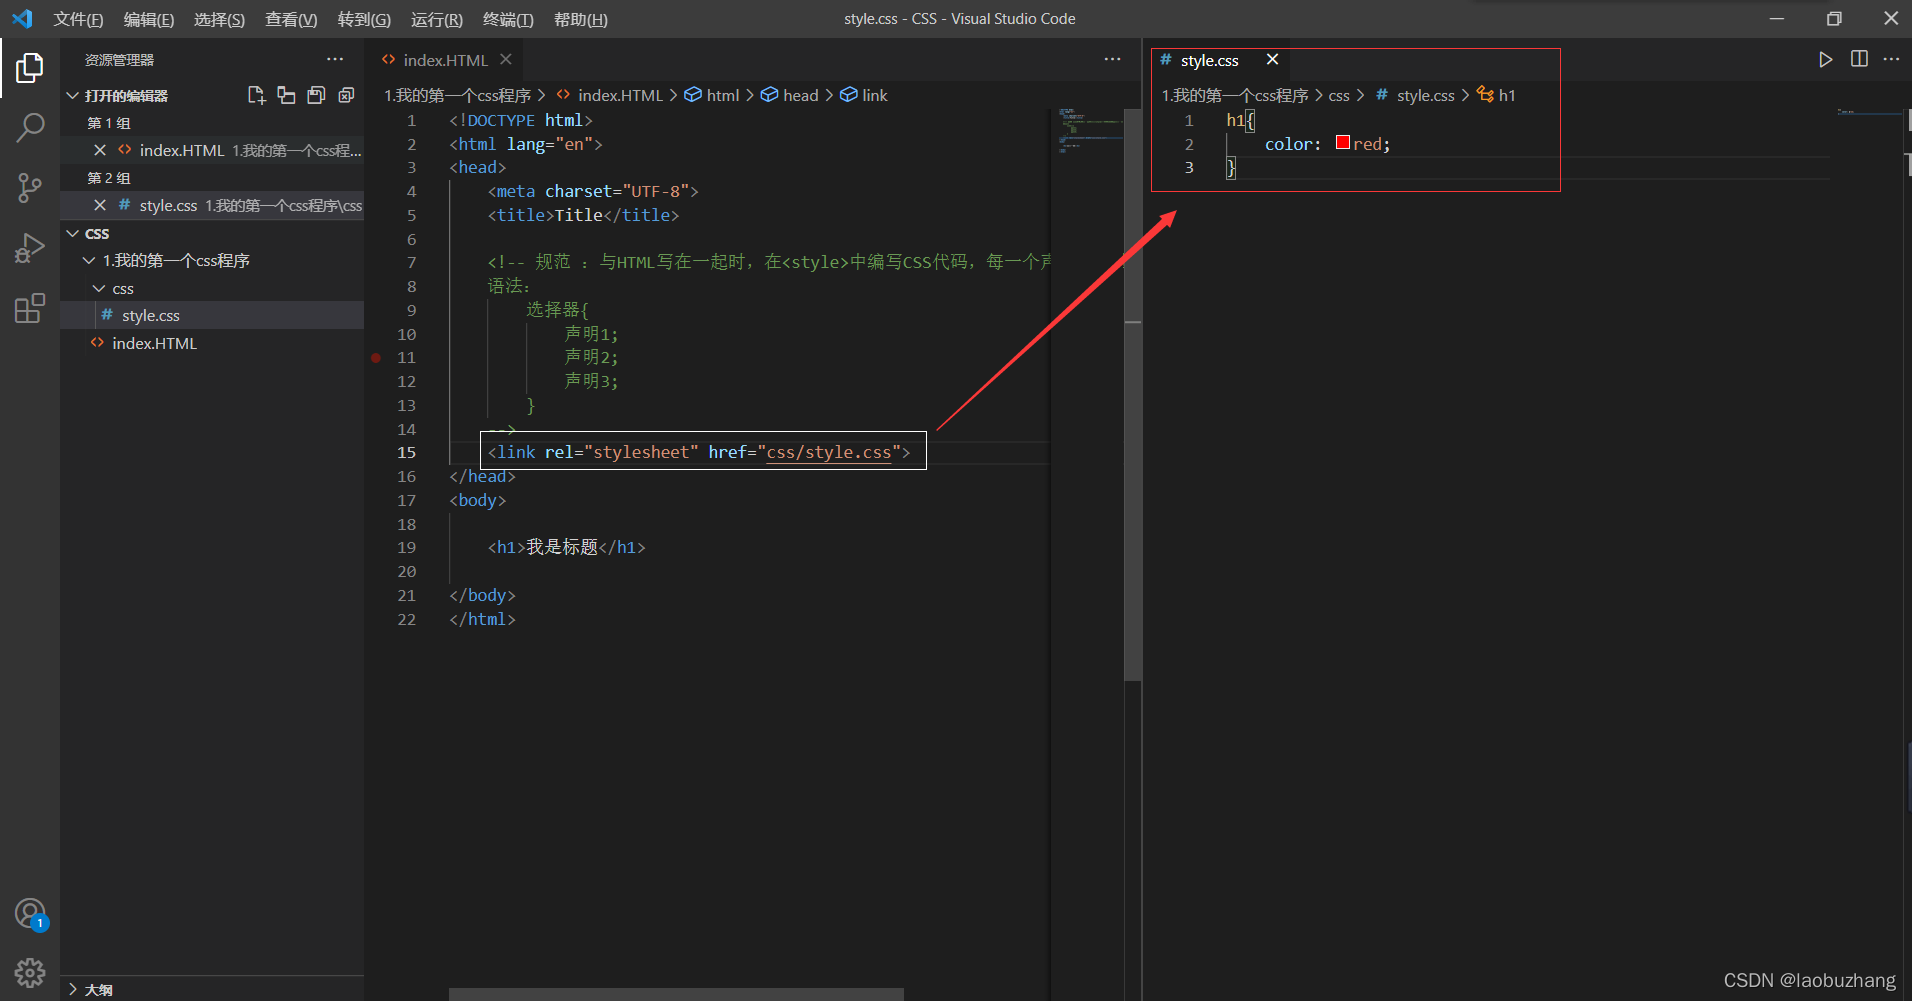 文件(F) 编辑(E) 选择(S) 查看(V) 转到(G) 运行(R) 终端(T) 帮助(H)
style.css - CSS - Visual Studio Code
资源管理器
打开的编辑器
第 1 组
index.HTML 1.我的第一个css程...
第 2 组
style.css 1.我的第一个css程序\css
CSS
1.我的第一个css程序
css
# style.css
<> index.HTML
大纲
1
<> index.HTML
1.我的第一个css程序 > <> index.HTML > html > head > link
1 <!DOCTYPE html>
2 <html lang="en">
3 <head>
4 <meta charset="UTF-8">
5 <title>Title</title>
6
7 <!-- 规范 ：与HTML写在一起时，在<style>中编写CSS代码，每一个声
8 语法：
9 选择器{
10 声明1;
11 声明2;
12 声明3;
13 }
14 -->
15 <link rel="stylesheet" href="css/style.css">
16 </head>
17 <body>
18
19 <h1>我是标题</h1>
20
21 </body>
22 </html>
# style.css
1.我的第一个css程序 > css > # style.css > h1
1 h1{
2 color: red;
3 }
CSDN @laobuzhang